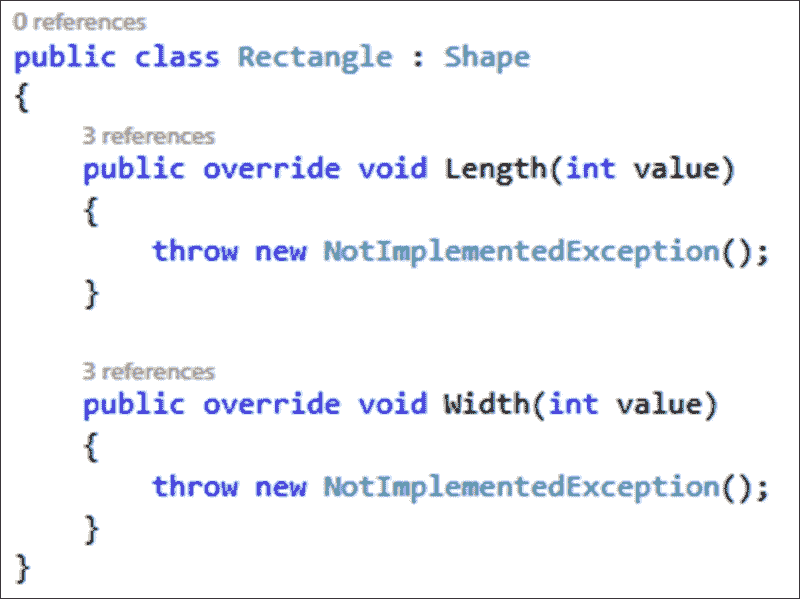 0 references
public class Rectangle : Shape
{
3 references
public override void Length(int value)
{
throw new NotImplementedException();
}
3 references
public override void Width(int value)
{
throw new NotImplementedException();
}
}